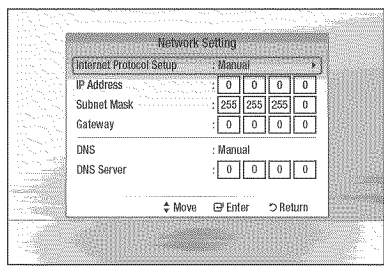 Network Setting
Internet Protocol Setup : Manual
IP Address : 0 0 0 0
Subnet Mask : 255 255 255 0
Gateway : 0 0 0 0
DNS : Manual
DNS Server : 0 0 0 0
Move Enter Return